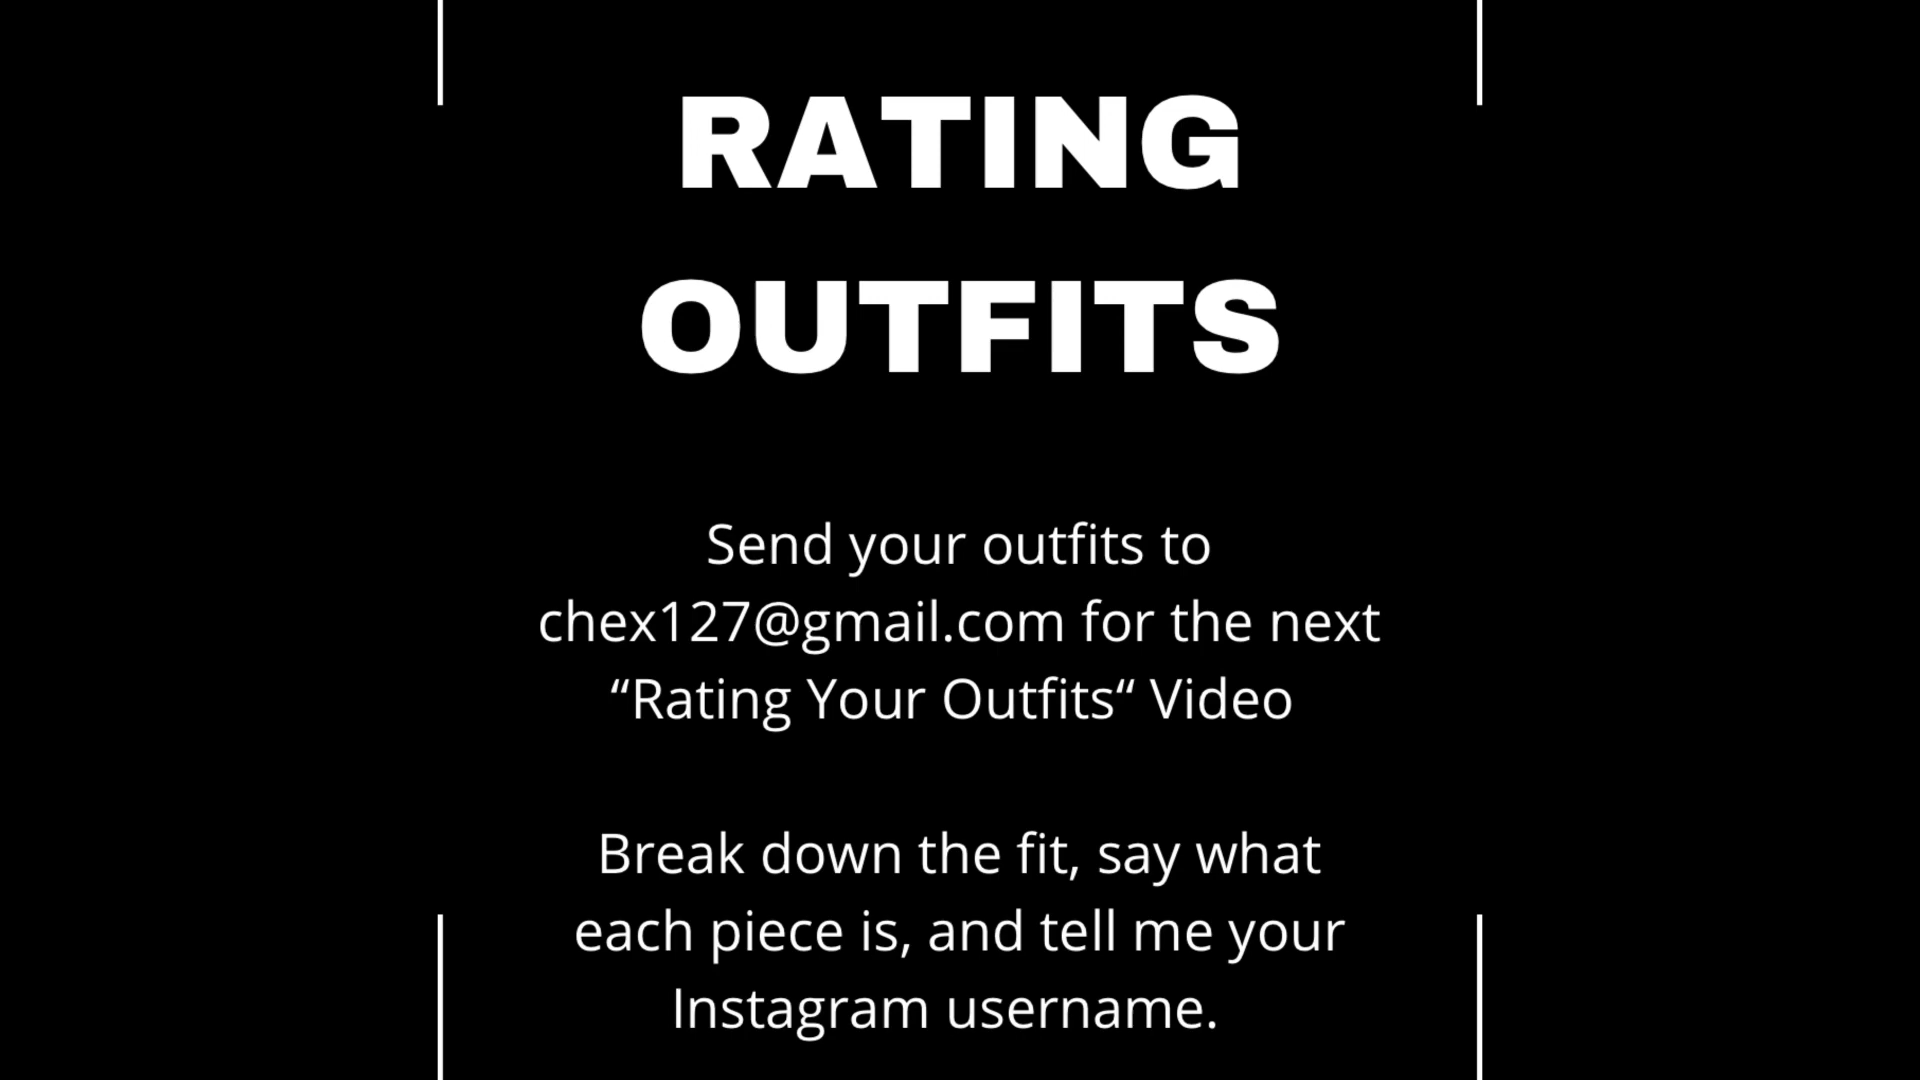 RATING
OUTFITS
Send your outfits to
chex127@gmail.com for the next
“Rating Your Outfits“ Video
Break down the fit, say what
each piece is, and tell me your
Instagram username.